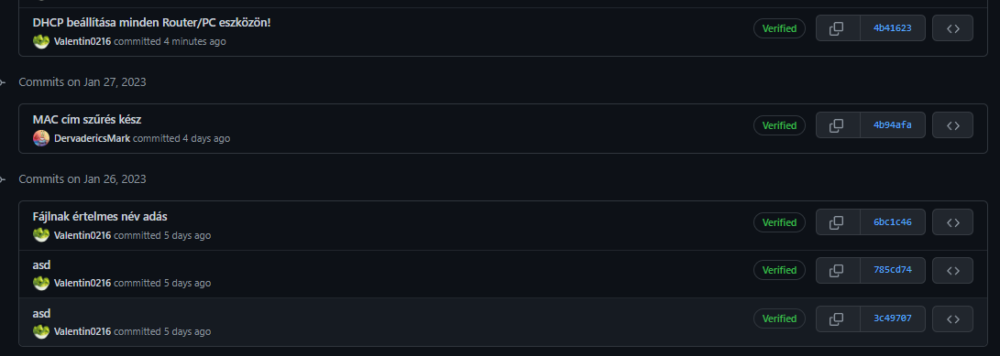 DHCP beállítása minden Router/PC eszközön!
Valentin0216 committed 4 minutes ago
Verified
4b41623
Commits on Jan 27, 2023
MAC cím szűrés kész
DervadericsMark committed 4 days ago
Verified
4b94afa
Commits on Jan 26, 2023
Fájlnak értelmes név adás
Valentin0216 committed 5 days ago
Verified
6bc1c46
asd
Valentin0216 committed 5 days ago
Verified
785cd74
asd
Valentin0216 committed 5 days ago
Verified
3c49707